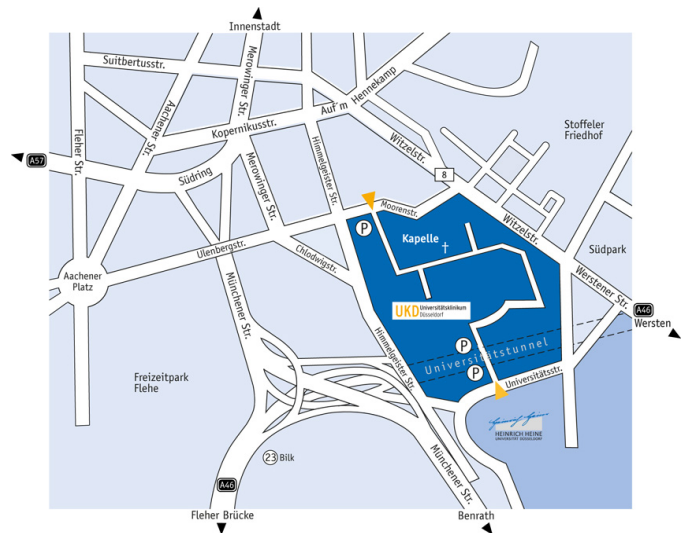 Innenstadt
Suitbertusstr.
Merowinger Str.
Auf'm Hennekamp
Aachener Str.
Fleher Str.
Kopernikusstr.
Stoffeler
Friedhof
Witzelstr.
A57
Südring
Merowinger Str.
Himmelgeister Str.
8
Moorenstr.
P
Kapelle
Witzelstr.
Südpark
Ulenbergstr.
Chlodwigstr.
Aachener
Platz
Münchener Str.
Werstener Str.
A46
Wersten
UKD Universitätsklinikum
Düsseldorf
Himmelgeister Str.
P
Universitätstunnel
P
Universitätsstr.
Freizeitpark
Flehe
HEINRICH HEINE
UNIVERSITÄT DÜSSELDORF
23 Bilk
Münchener Str.
A46
Fleher Brücke
Benrath